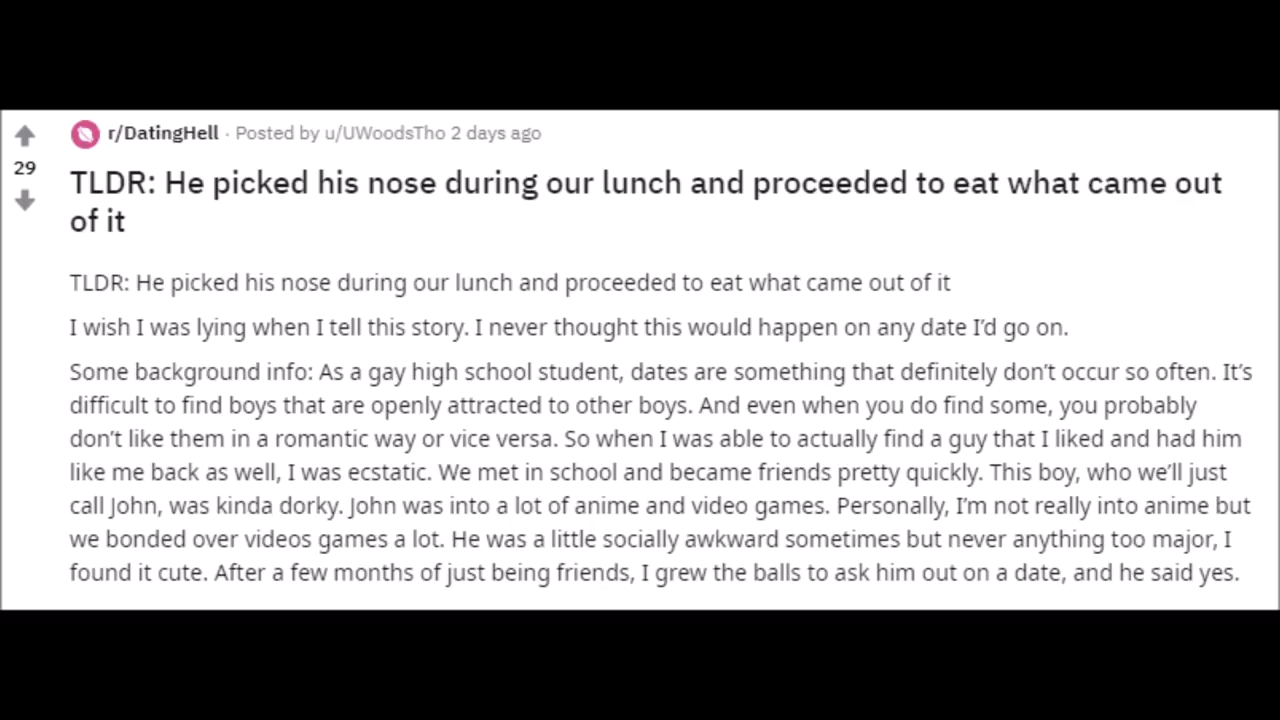 r/DatingHell · Posted by u/UWoodsTho 2 days ago
29
TLDR: He picked his nose during our lunch and proceeded to eat what came out
of it
TLDR: He picked his nose during our lunch and proceeded to eat what came out of it
I wish I was lying when I tell this story. I never thought this would happen on any date I’d go on.
Some background info: As a gay high school student, dates are something that definitely don’t occur so often. It’s
difficult to find boys that are openly attracted to other boys. And even when you do find some, you probably
don’t like them in a romantic way or vice versa. So when I was able to actually find a guy that I liked and had him
like me back as well, I was ecstatic. We met in school and became friends pretty quickly. This boy, who we’ll just
call John, was kinda dorky. John was into a lot of anime and video games. Personally, I’m not really into anime but
we bonded over videos games a lot. He was a little socially awkward sometimes but never anything too major, I
found it cute. After a few months of just being friends, I grew the balls to ask him out on a date, and he said yes.